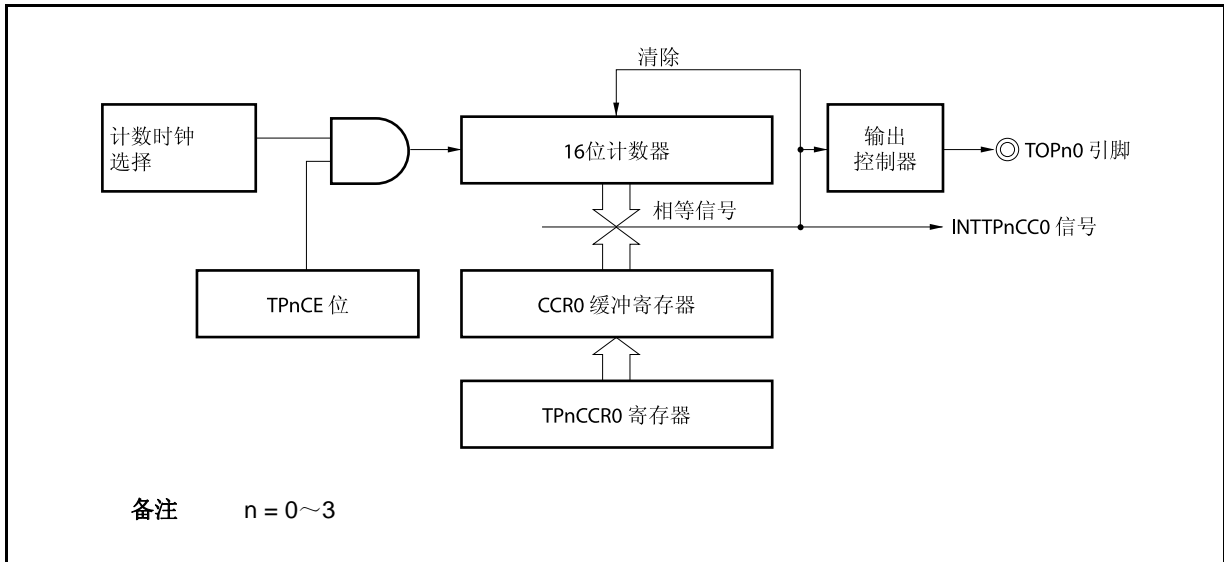 清除
计数时钟
选择
16位计数器
输出
控制器
TOPn0 引脚
相等信号
INTTPnCC0 信号
TPnCE 位
CCR0 缓冲寄存器
TPnCCR0 寄存器
备注 n = 0～3